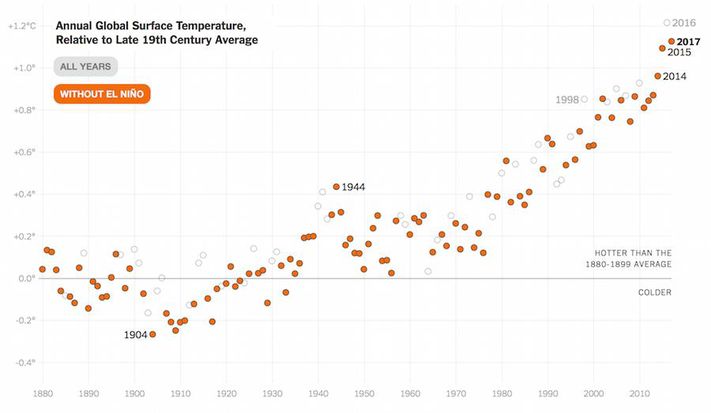 Annual Global Surface Temperature,
Relative to Late 19th Century Average
ALL YEARS
WITHOUT EL NIÑO
+1.2°C
+1.0°
+0.8°
+0.6°
+0.4°
+0.2°
0.0°
-0.2°
-0.4°
2016
2017
2015
2014
1998
1944
1904
HOTTER THAN THE
1880-1899 AVERAGE
COLDER
1880 1890 1900 1910 1920 1930 1940 1950 1960 1970 1980 1990 2000 2010